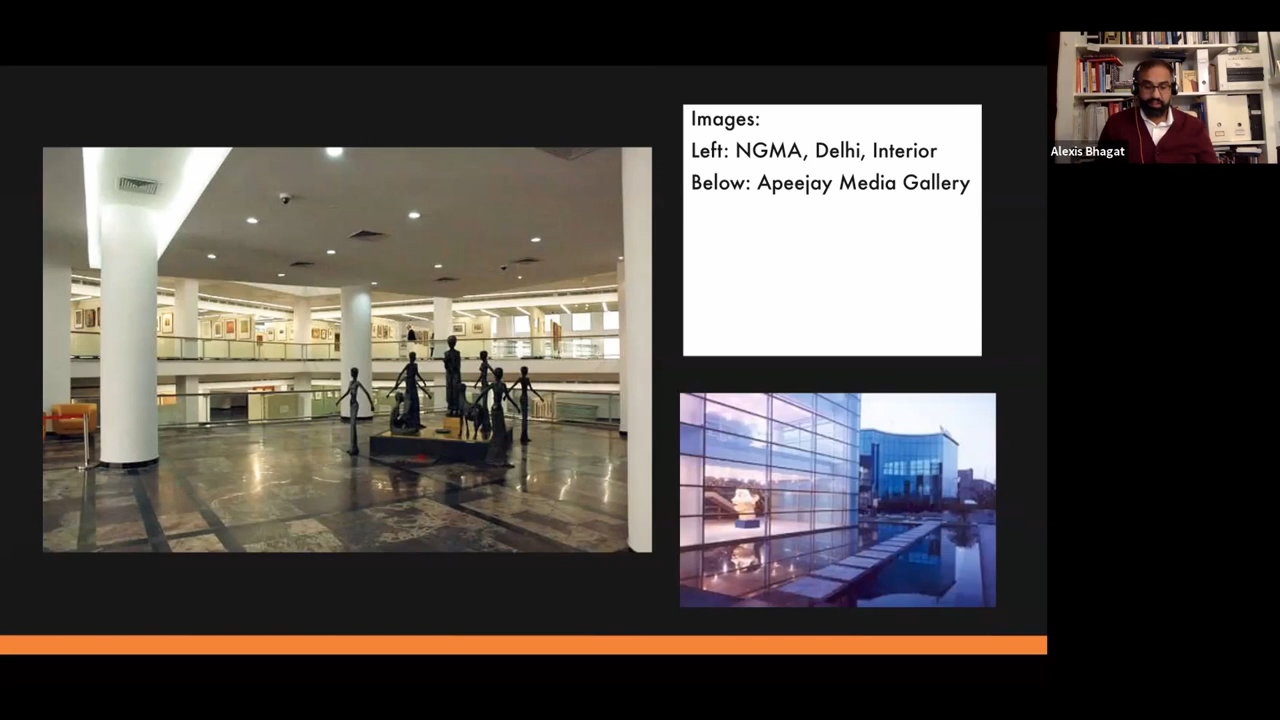 Images:
Left: NGMA, Delhi, Interior
Below: Apeejay Media Gallery
Alexis Bhagat